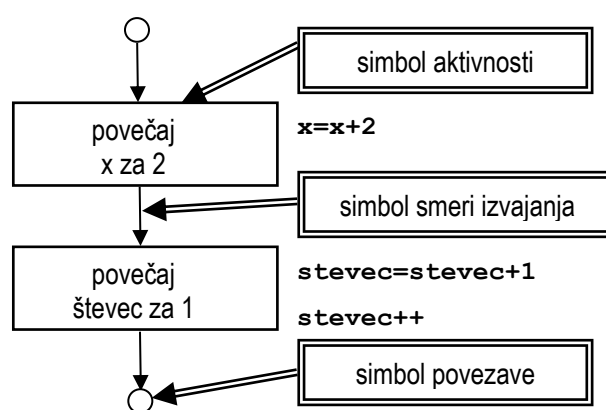 simbol aktivnosti
povečaj
x za 2
x=x+2
simbol smeri izvajanja
povečaj
števec za 1
stevec=stevec+1
stevec++
simbol povezave